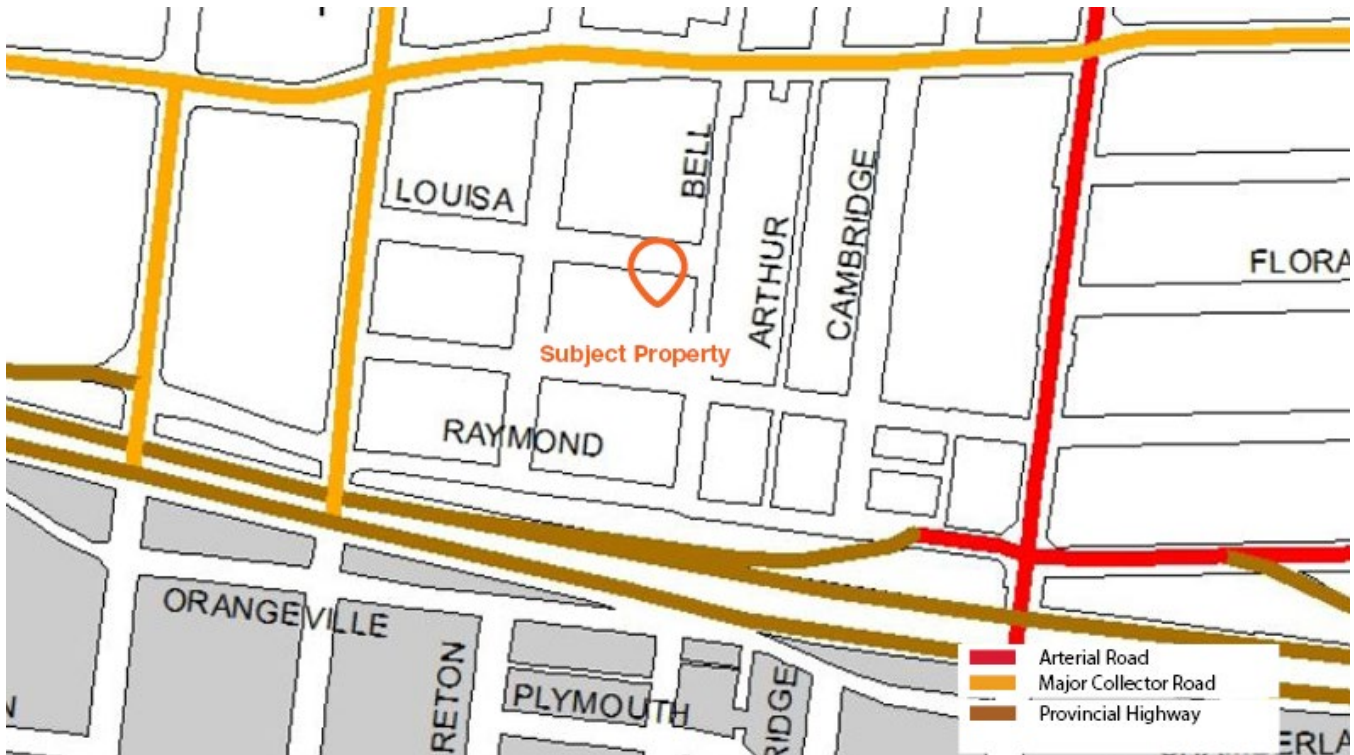 LOUISA
BELL
ARTHUR
CAMBRIDGE
FLORA
Subject Property
RAYMOND
ORANGEVILLE
RETON
PLYMOUTH
RIDGE
Arterial Road
Major Collector Road
Provincial Highway
N
ERLA